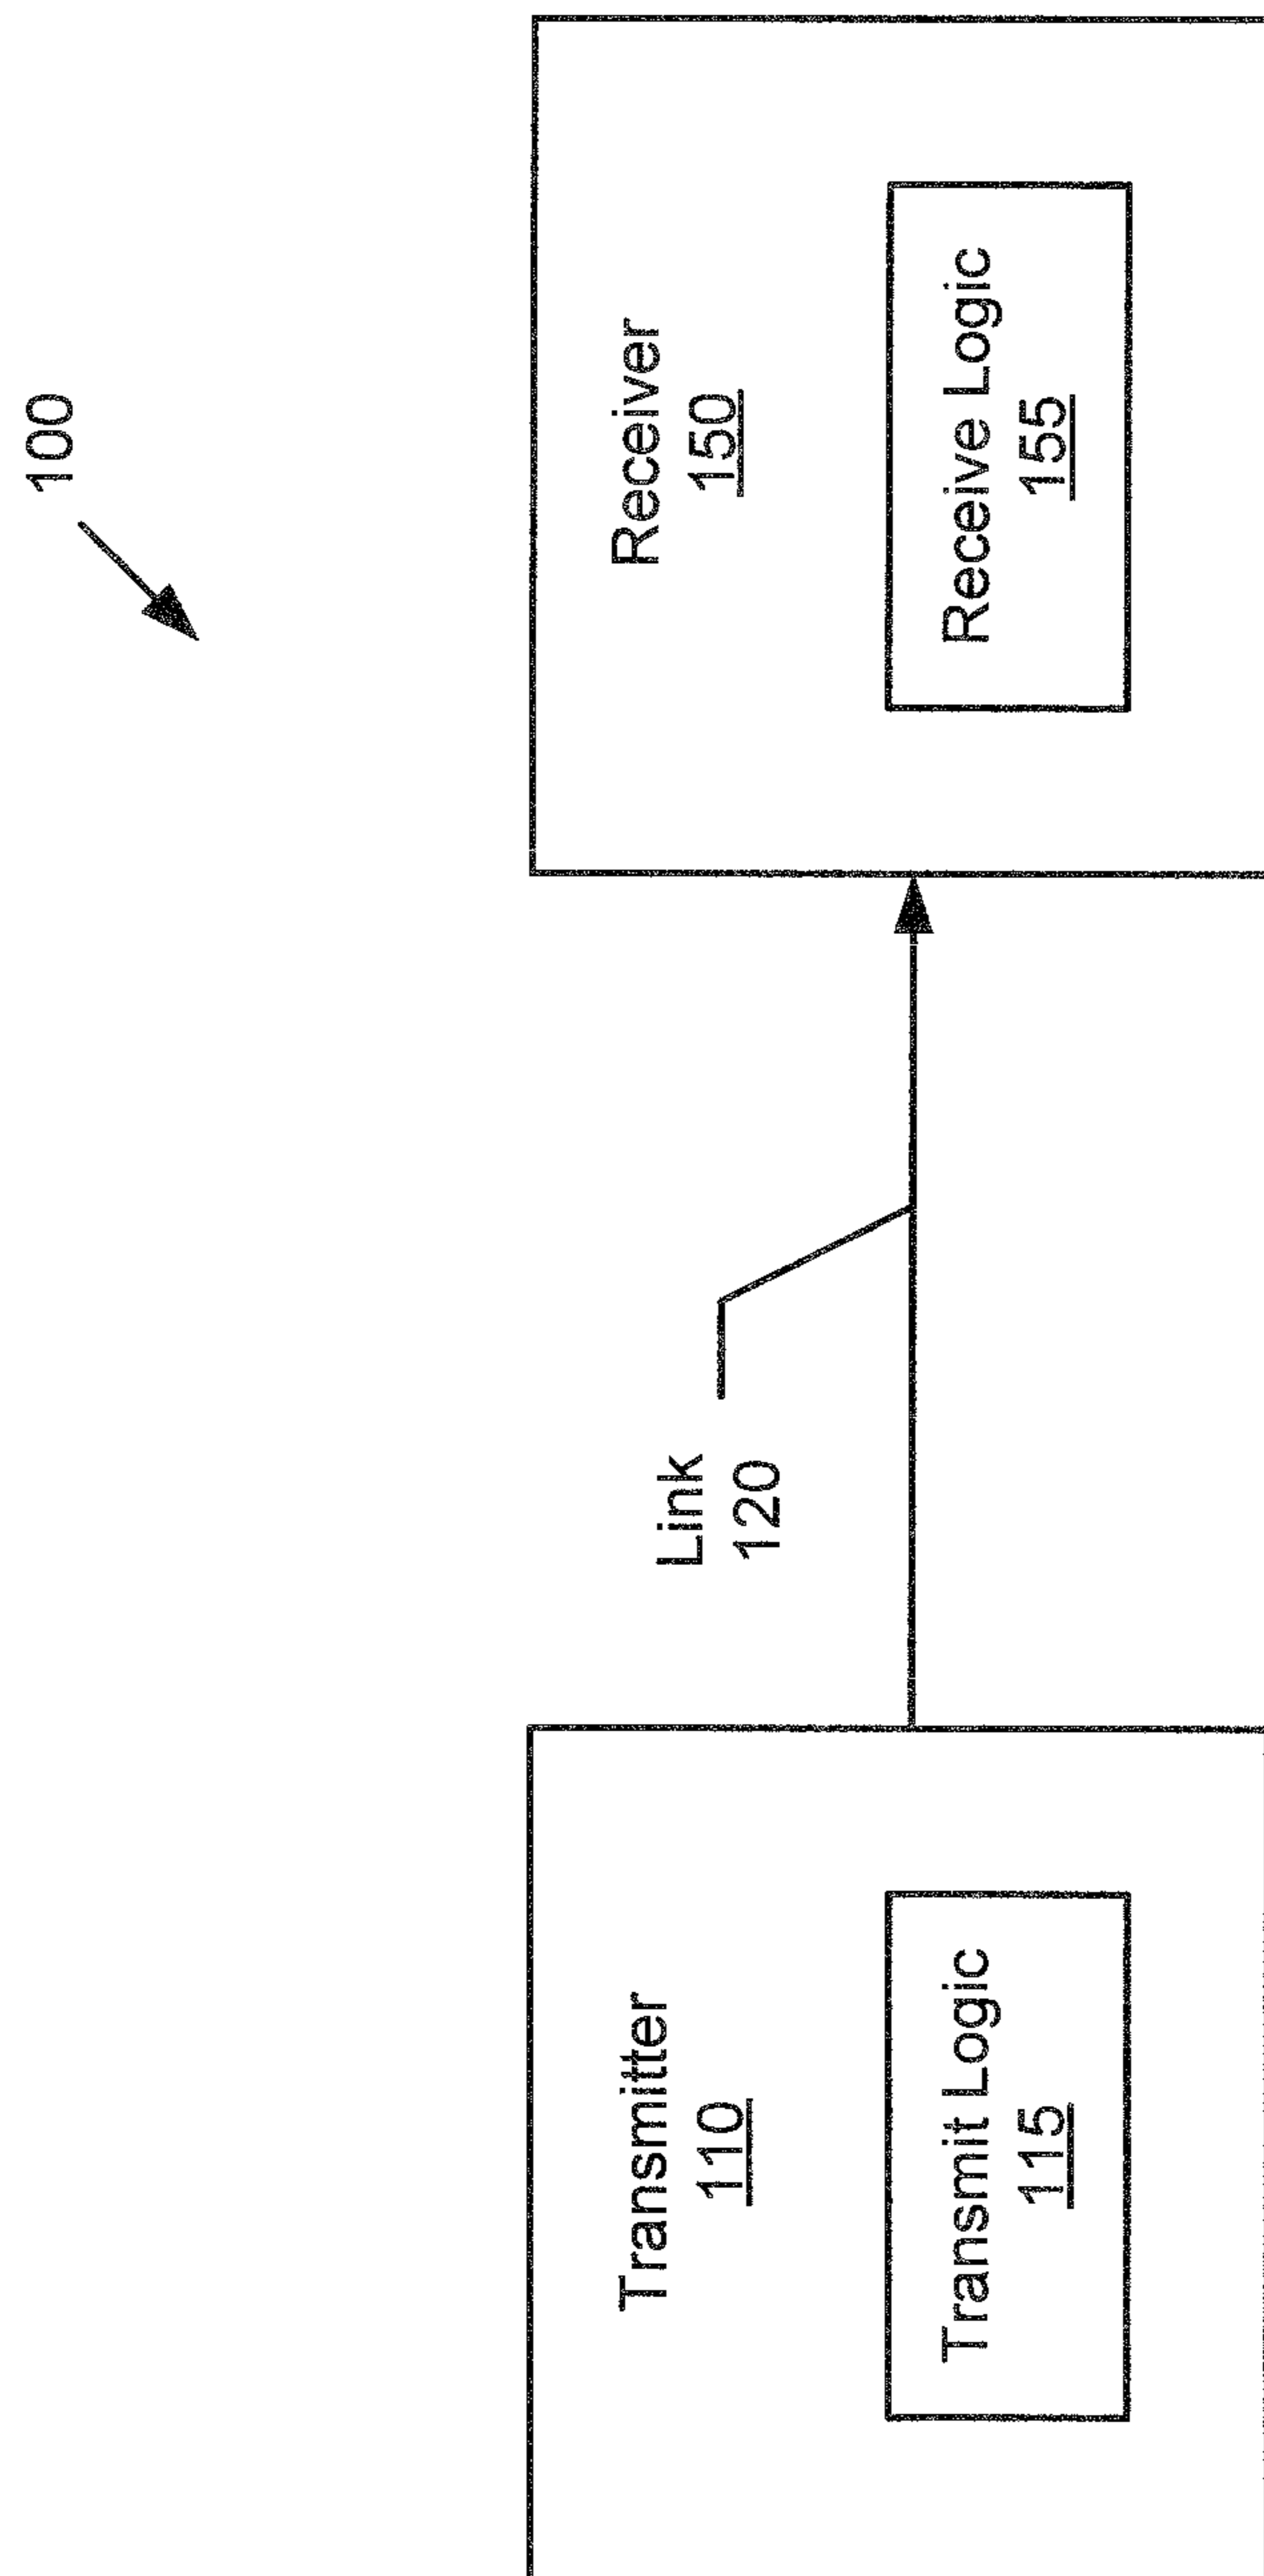 100
Transmitter
110
Transmit Logic
115
Link
120
Receiver
150
Receive Logic
155